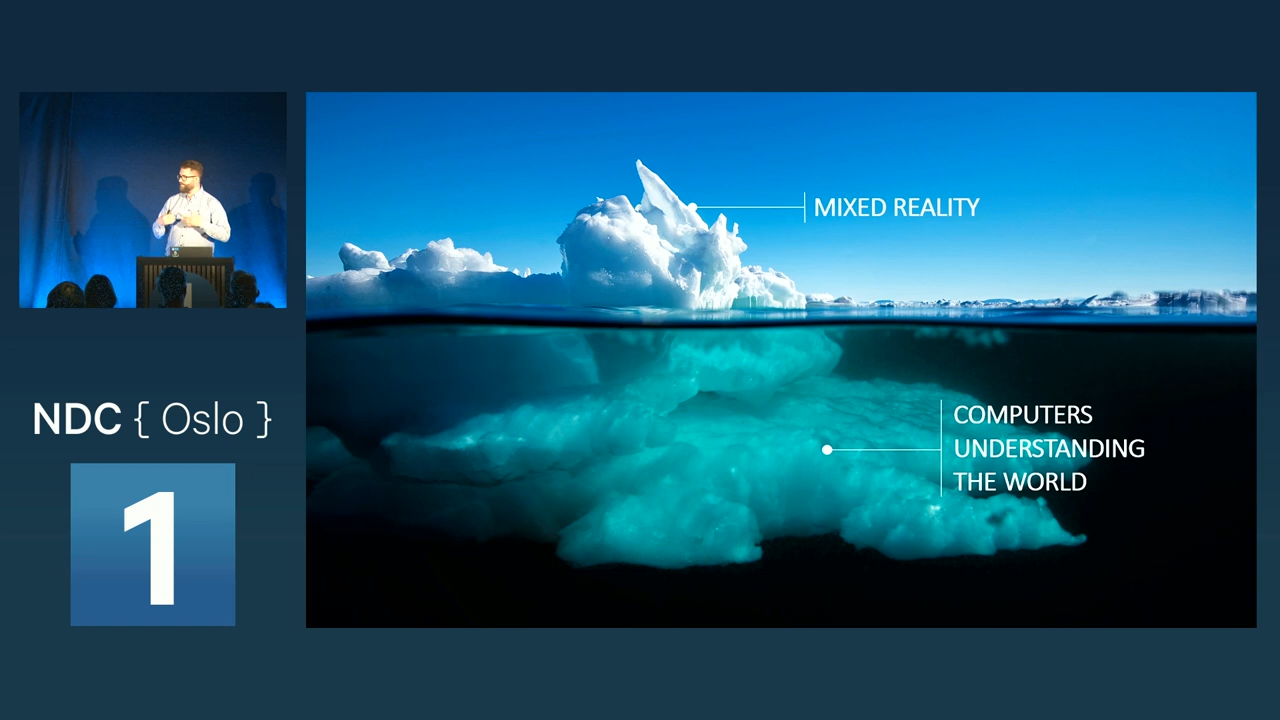 MIXED REALITY
COMPUTERS
UNDERSTANDING
THE WORLD
NDC { Oslo }
1